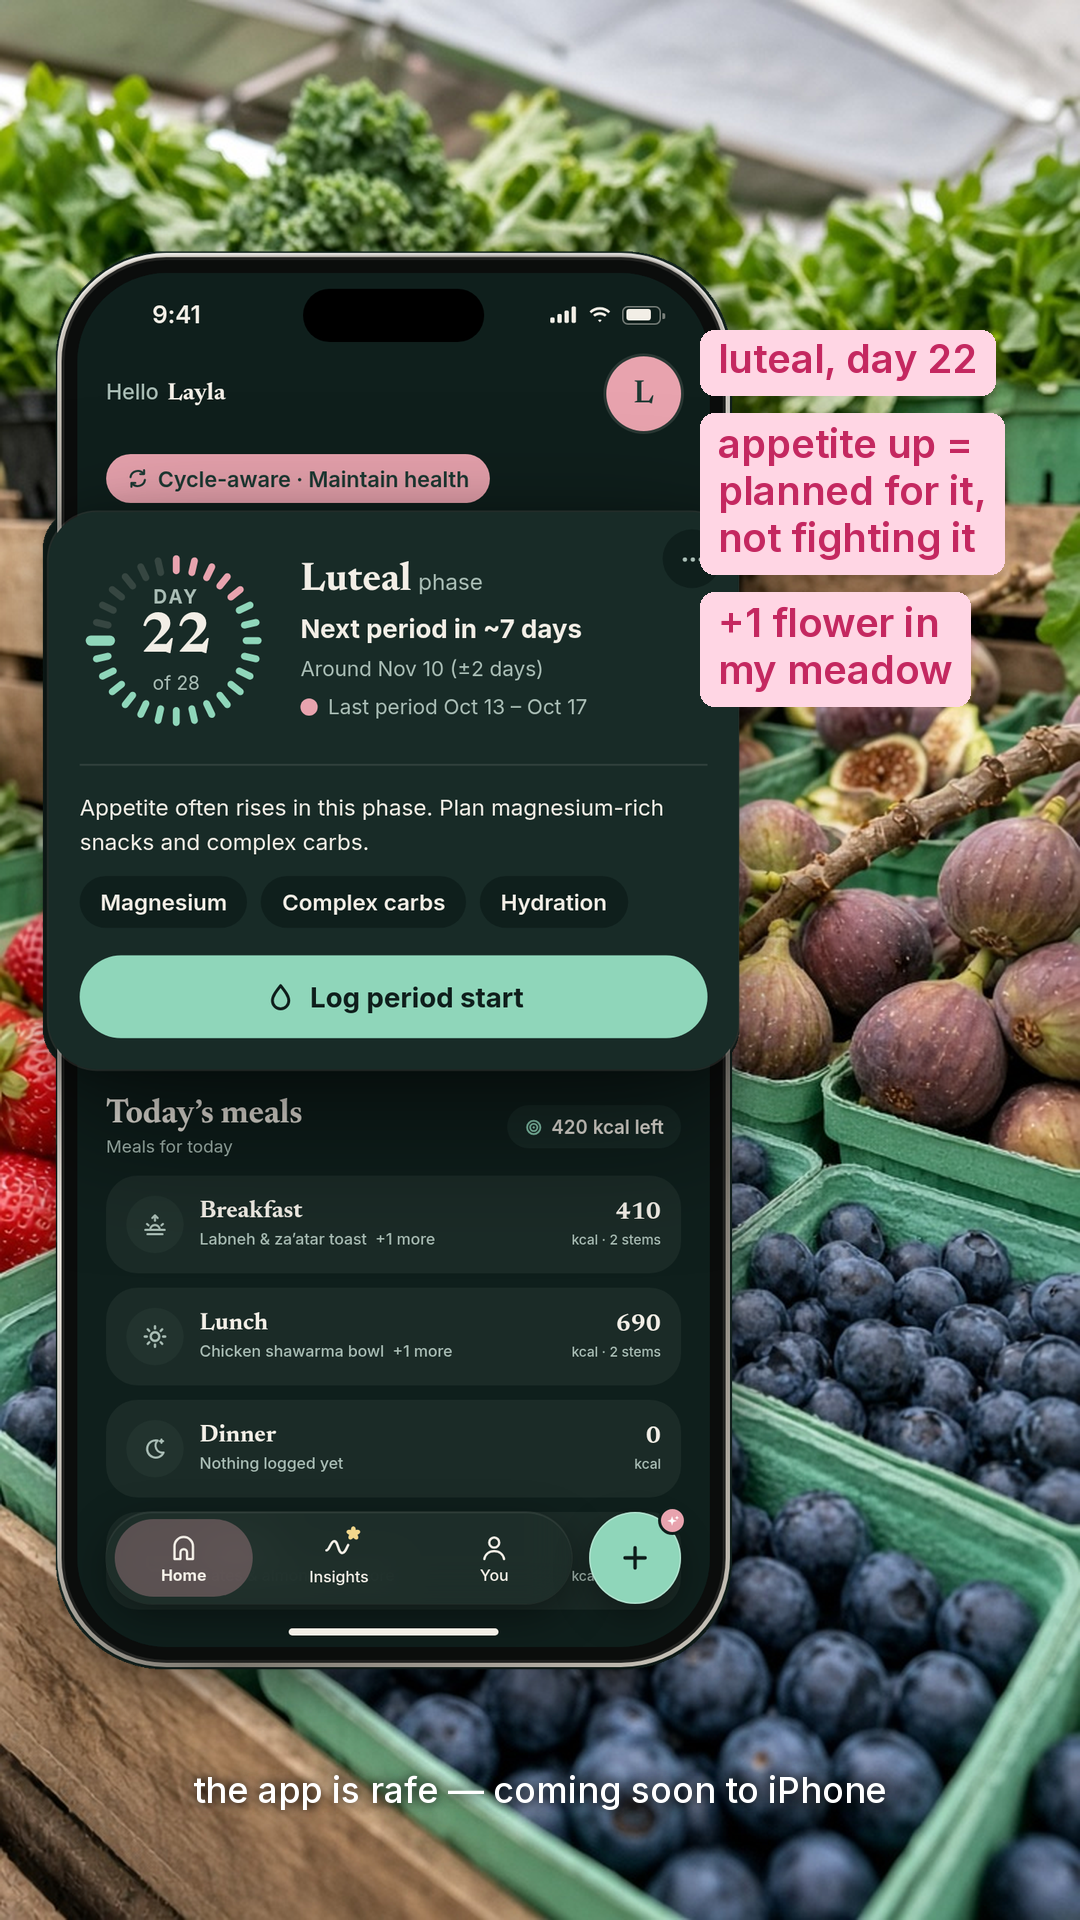 9:41
Hello Layla
L
Cycle-aware · Maintain health
luteal, day 22
appetite up =
planned for it,
not fighting it
+1 flower in
my meadow
DAY
22
of 28
Luteal phase
Next period in ~7 days
Around Nov 10 (±2 days)
Last period Oct 13 – Oct 17
Appetite often rises in this phase. Plan magnesium-rich
snacks and complex carbs.
Magnesium
Complex carbs
Hydration
Log period start
Today’s meals
Meals for today
420 kcal left
Breakfast
Labneh & za’atar toast +1 more
410
kcal · 2 stems
Lunch
Chicken shawarma bowl +1 more
690
kcal · 2 stems
Dinner
Nothing logged yet
0
kcal
Home
Insights
You
the app is rafe — coming soon to iPhone